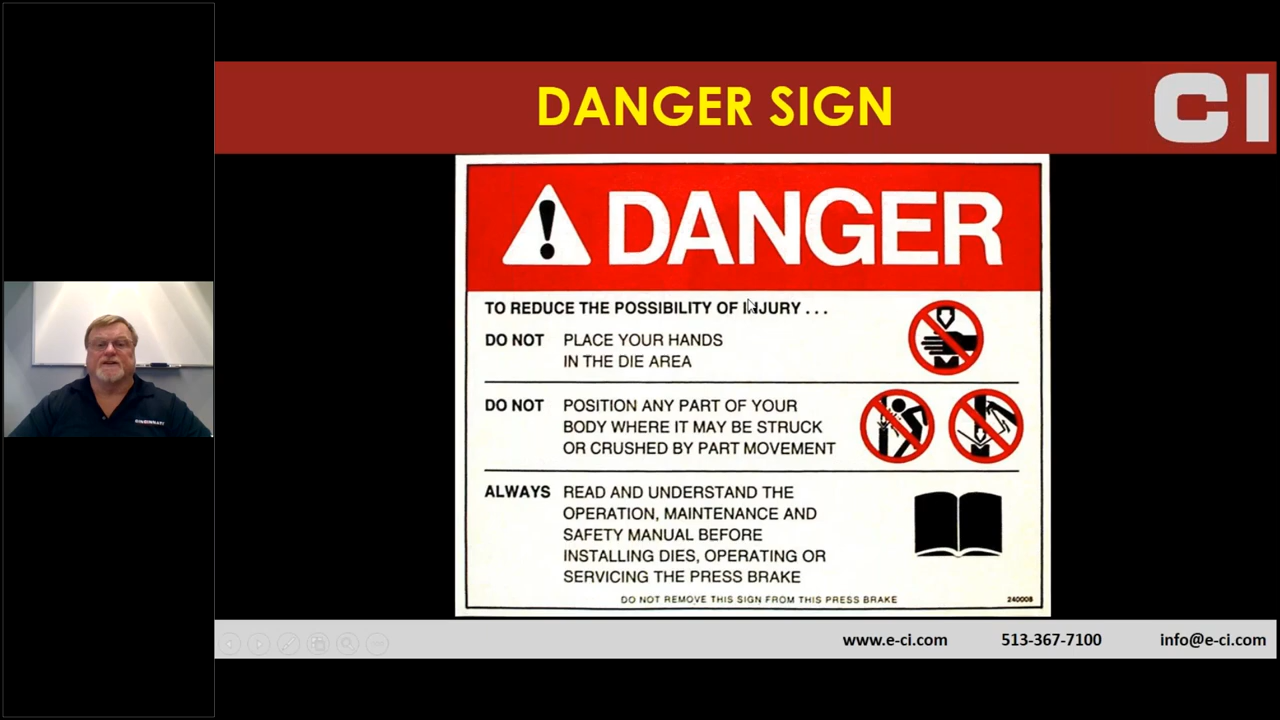 DANGER SIGN
CI
DANGER
TO REDUCE THE POSSIBILITY OF INJURY . . .
DO NOT PLACE YOUR HANDS
IN THE DIE AREA
DO NOT POSITION ANY PART OF YOUR
BODY WHERE IT MAY BE STRUCK
OR CRUSHED BY PART MOVEMENT
ALWAYS READ AND UNDERSTAND THE
OPERATION, MAINTENANCE AND
SAFETY MANUAL BEFORE
INSTALLING DIES, OPERATING OR
SERVICING THE PRESS BRAKE
DO NOT REMOVE THIS SIGN FROM THIS PRESS BRAKE 240008
CINCINNATI
www.e-ci.com 513-367-7100 info@e-ci.com